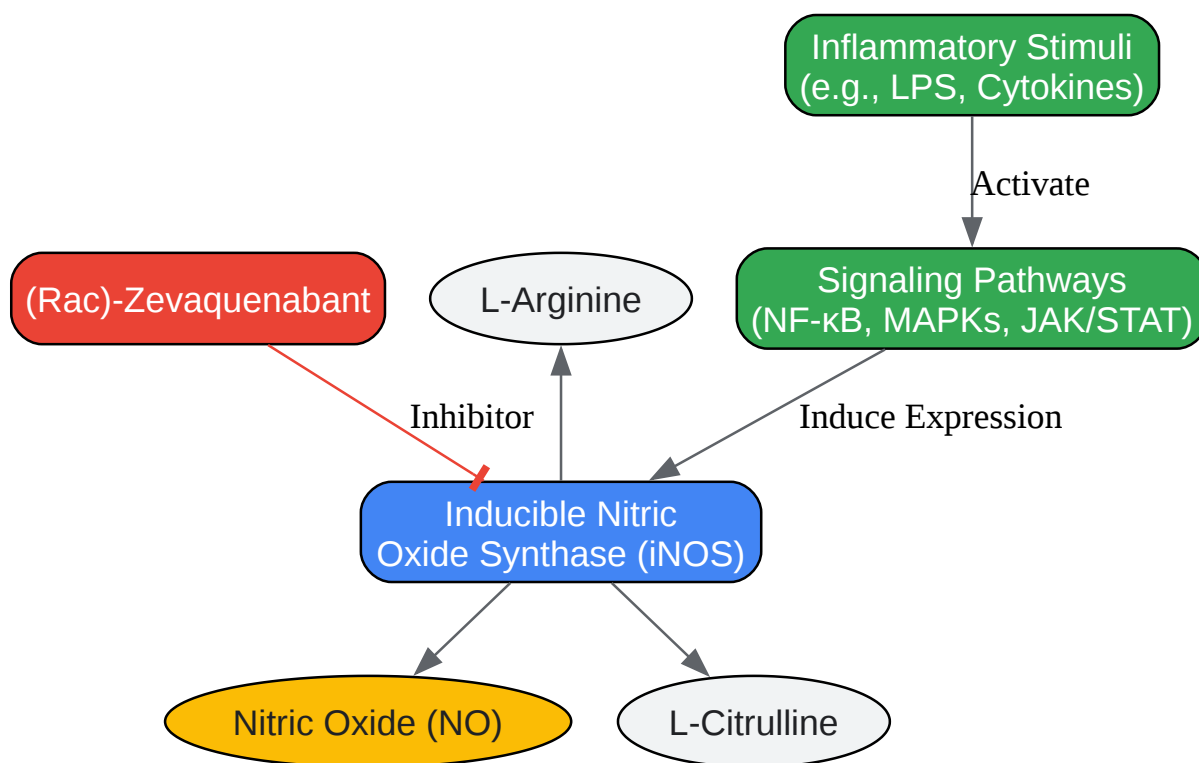 Inflammatory Stimuli
(e.g., LPS, Cytokines)
Activate
(Rac)-Zevaquenabant
L-Arginine
Signaling Pathways
(NF-κB, MAPKs, JAK/STAT)
Inhibitor
Induce Expression
Inducible Nitric
Oxide Synthase (iNOS)
Nitric Oxide (NO)
L-Citrulline